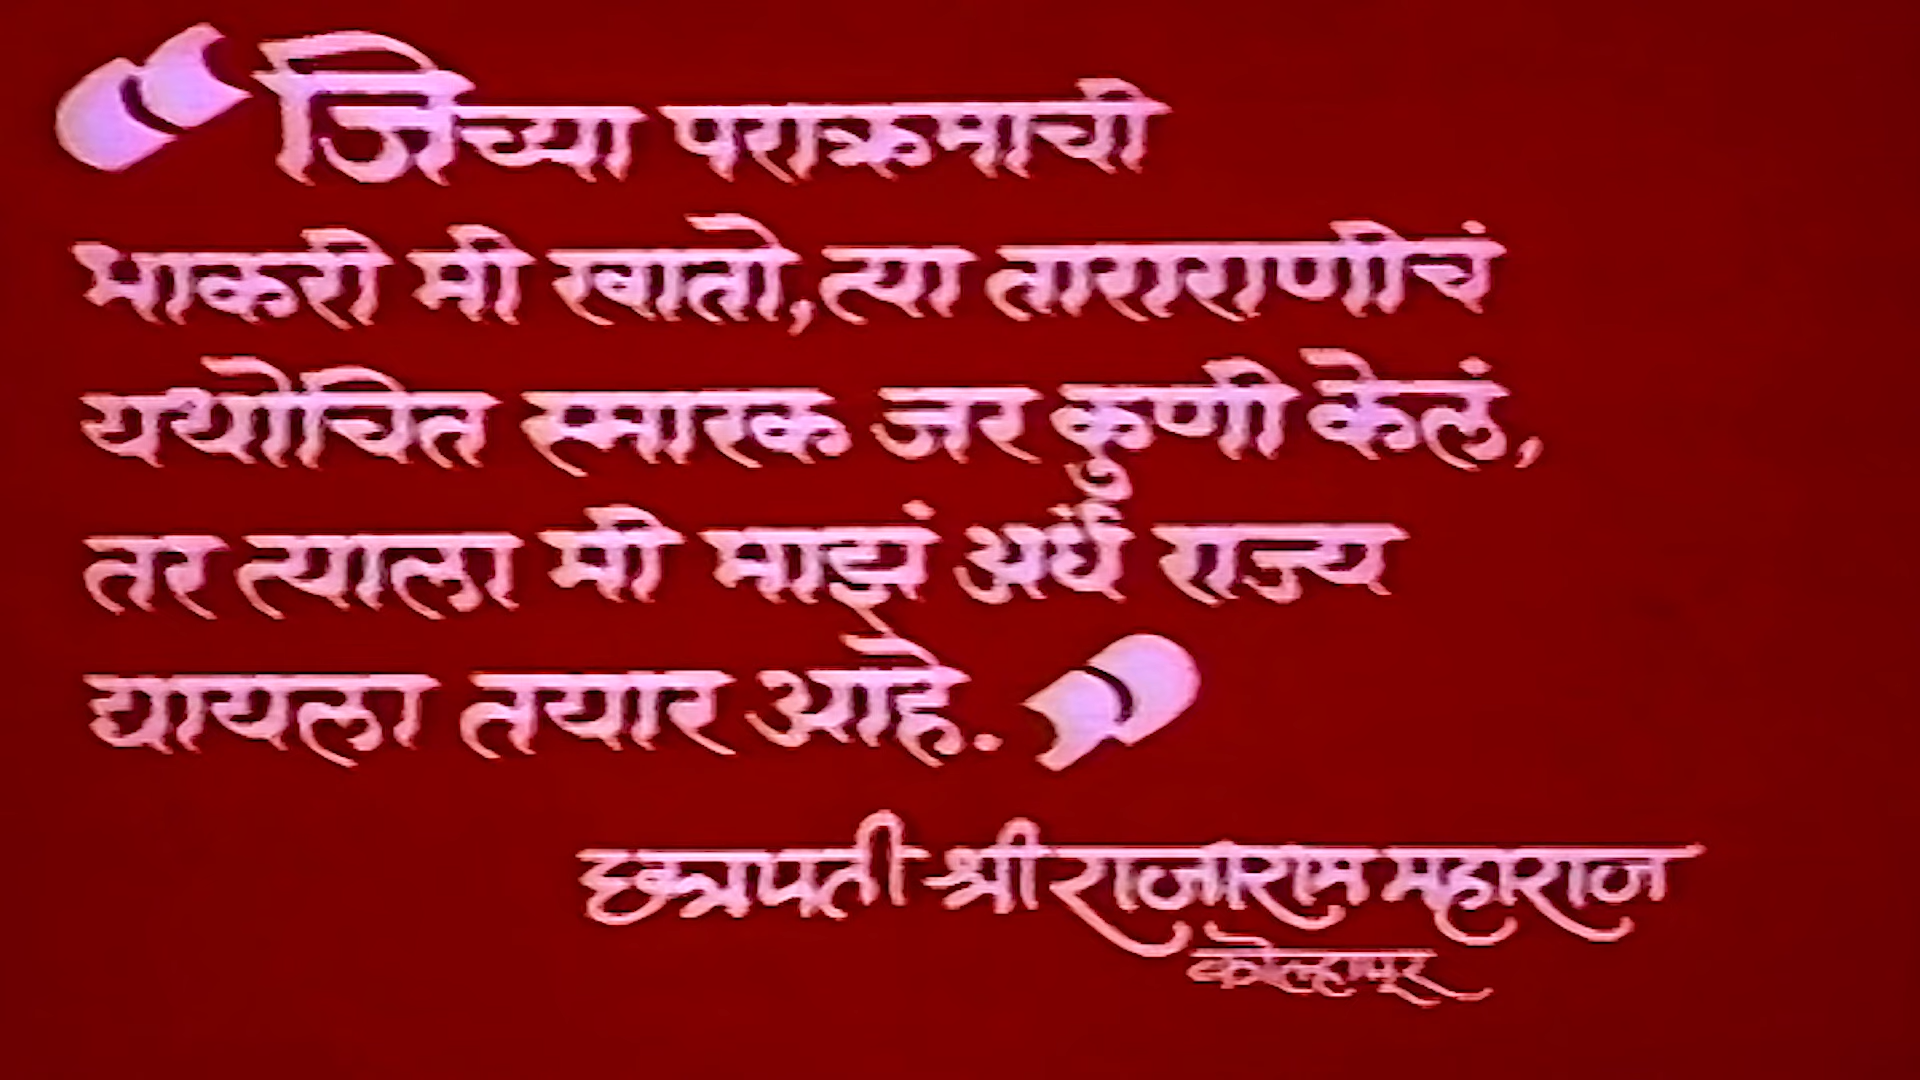 “जिच्या पराक्रमाची
भाकरी मी खातो, त्या ताराराणीचं
यथोचित स्मारक जर कुणी केलं,
तर त्याला मी माझं अर्धं राज्य
द्यायला तयार आहे.”
छत्रपती श्री राजाराम महाराज
कोल्हापूर